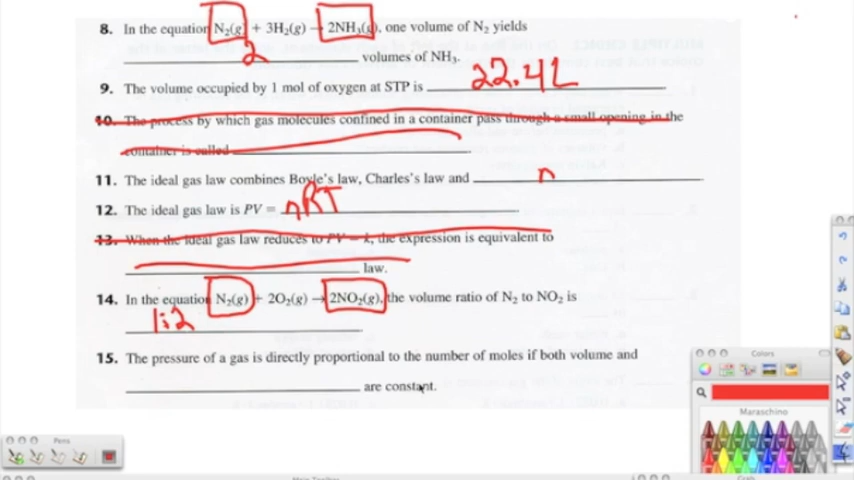 8. In the equation N₂(g) + 3H₂(g) → 2NH₃(g), one volume of N₂ yields
2 volumes of NH₃.
9. The volume occupied by 1 mol of oxygen at STP is 22.4L
10. The process by which gas molecules confined in a container pass through a small opening in the
container is called
11. The ideal gas law combines Boyle's law, Charles's law and n
12. The ideal gas law is PV = nRT
13. When the ideal gas law reduces to PV = k, the expression is equivalent to
law.
14. In the equation N₂(g) + 2O₂(g) → 2NO₂(g), the volume ratio of N₂ to NO₂ is
1:2
15. The pressure of a gas is directly proportional to the number of moles if both volume and
are constant.
Colors
Maraschino
Pens